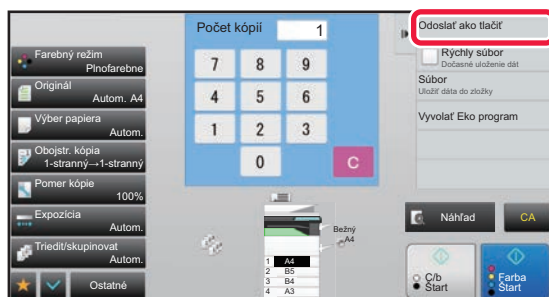 Počet kópií
1
Odoslať ako tlačiť
Rýchly súbor
Dočasné uloženie dát
Súbor
Uložiť dáta do zložky
Vyvolať Eko program
Farebný režim
Plnofarebne
Originál
Autom. A4
Výber papiera
Autom.
Obojstr. kópia
1-stranný→1-stranný
Pomer kópie
100%
Expozícia
Autom.
Triediť/skupinovat
Autom.
Ostatné
7 8 9
4 5 6
1 2 3
0 C
Bežný
A4
1 A4
2 B5
3 B4
4 A3
Náhľad
CA
Č/b
Štart
Farba
Štart